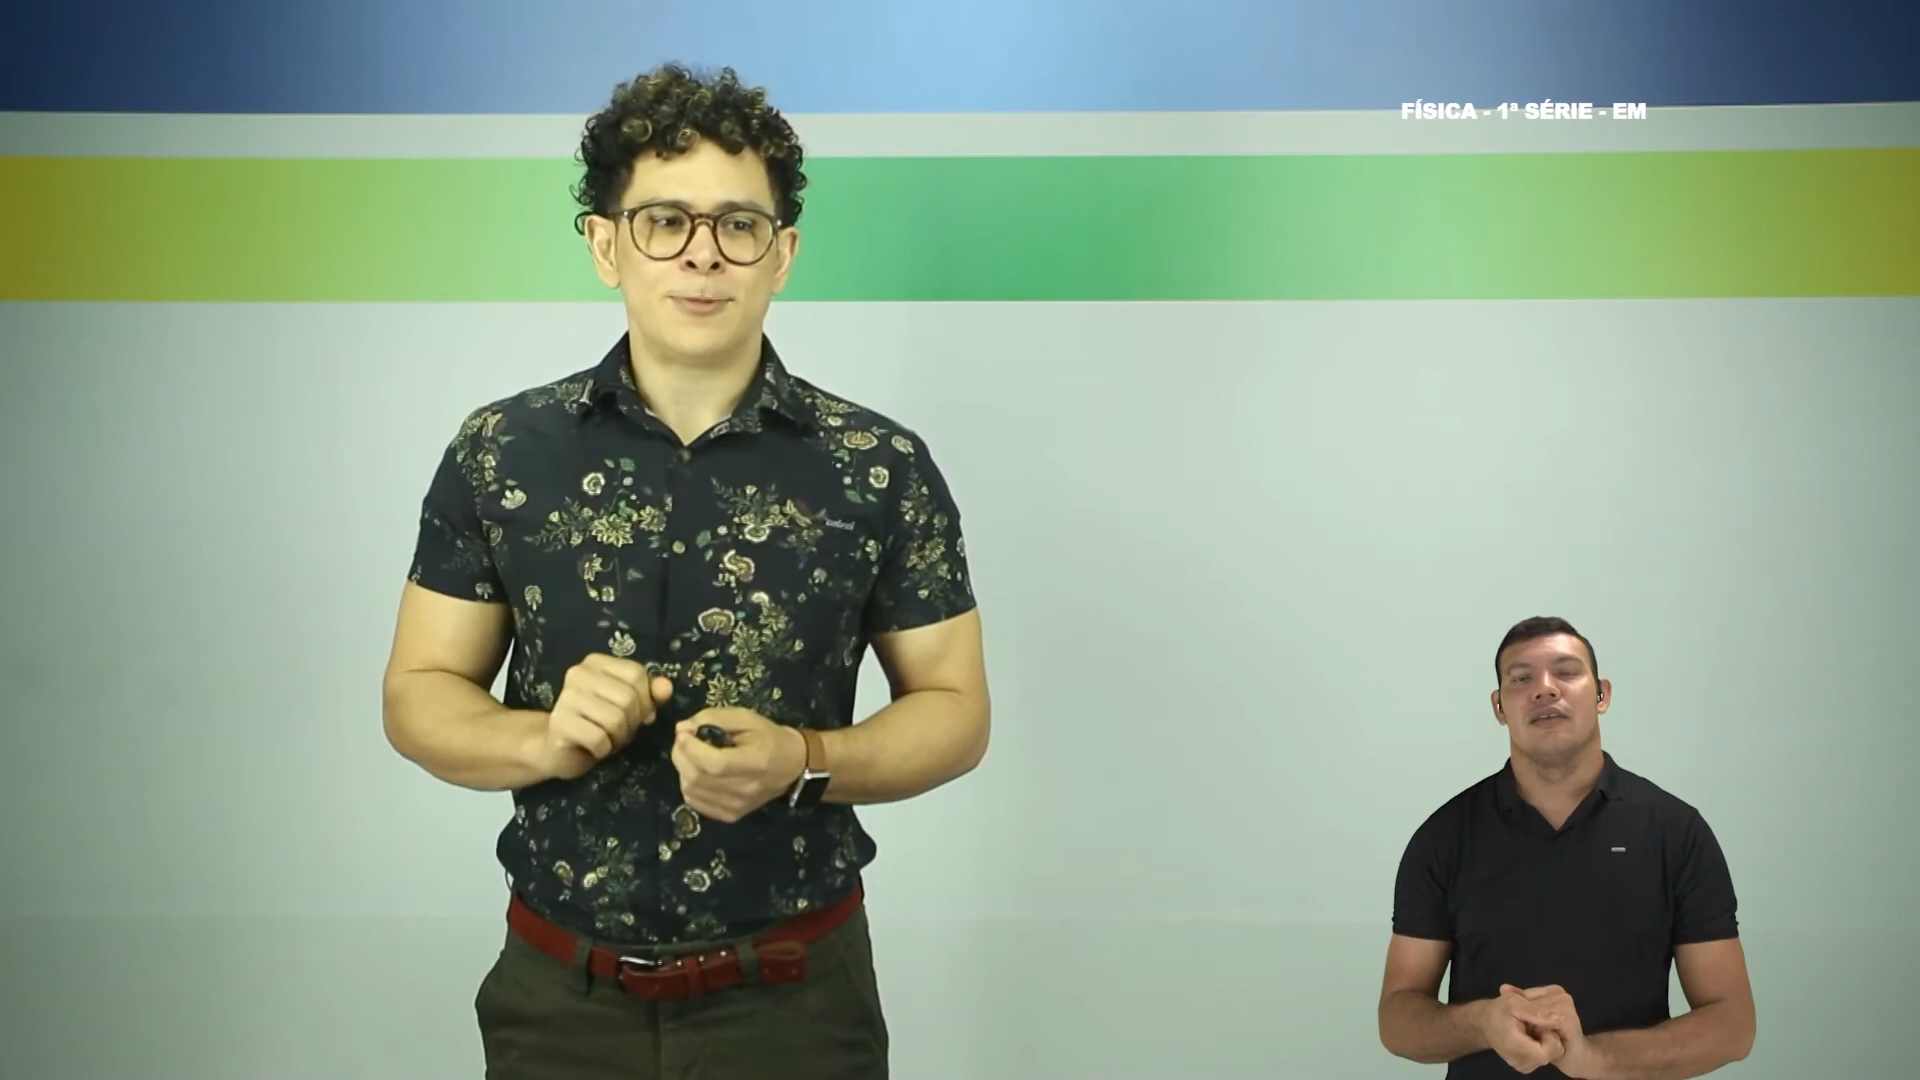 FÍSICA - 1ª SÉRIE - EM